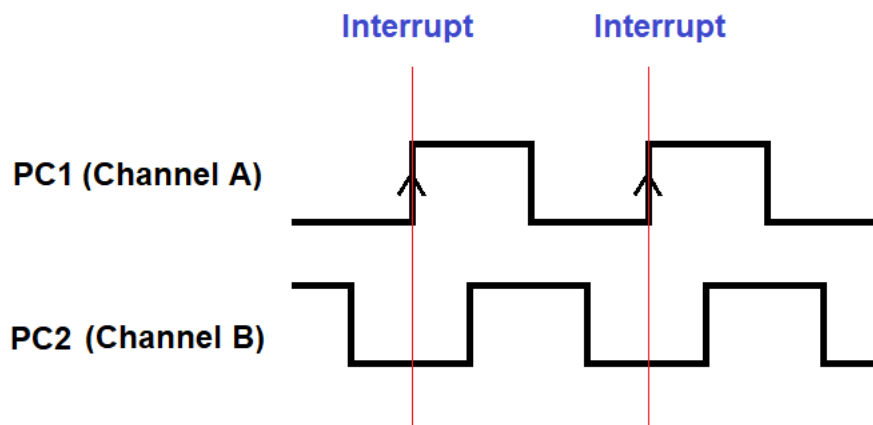 Interrupt Interrupt
PC1 (Channel A)
PC2 (Channel B)